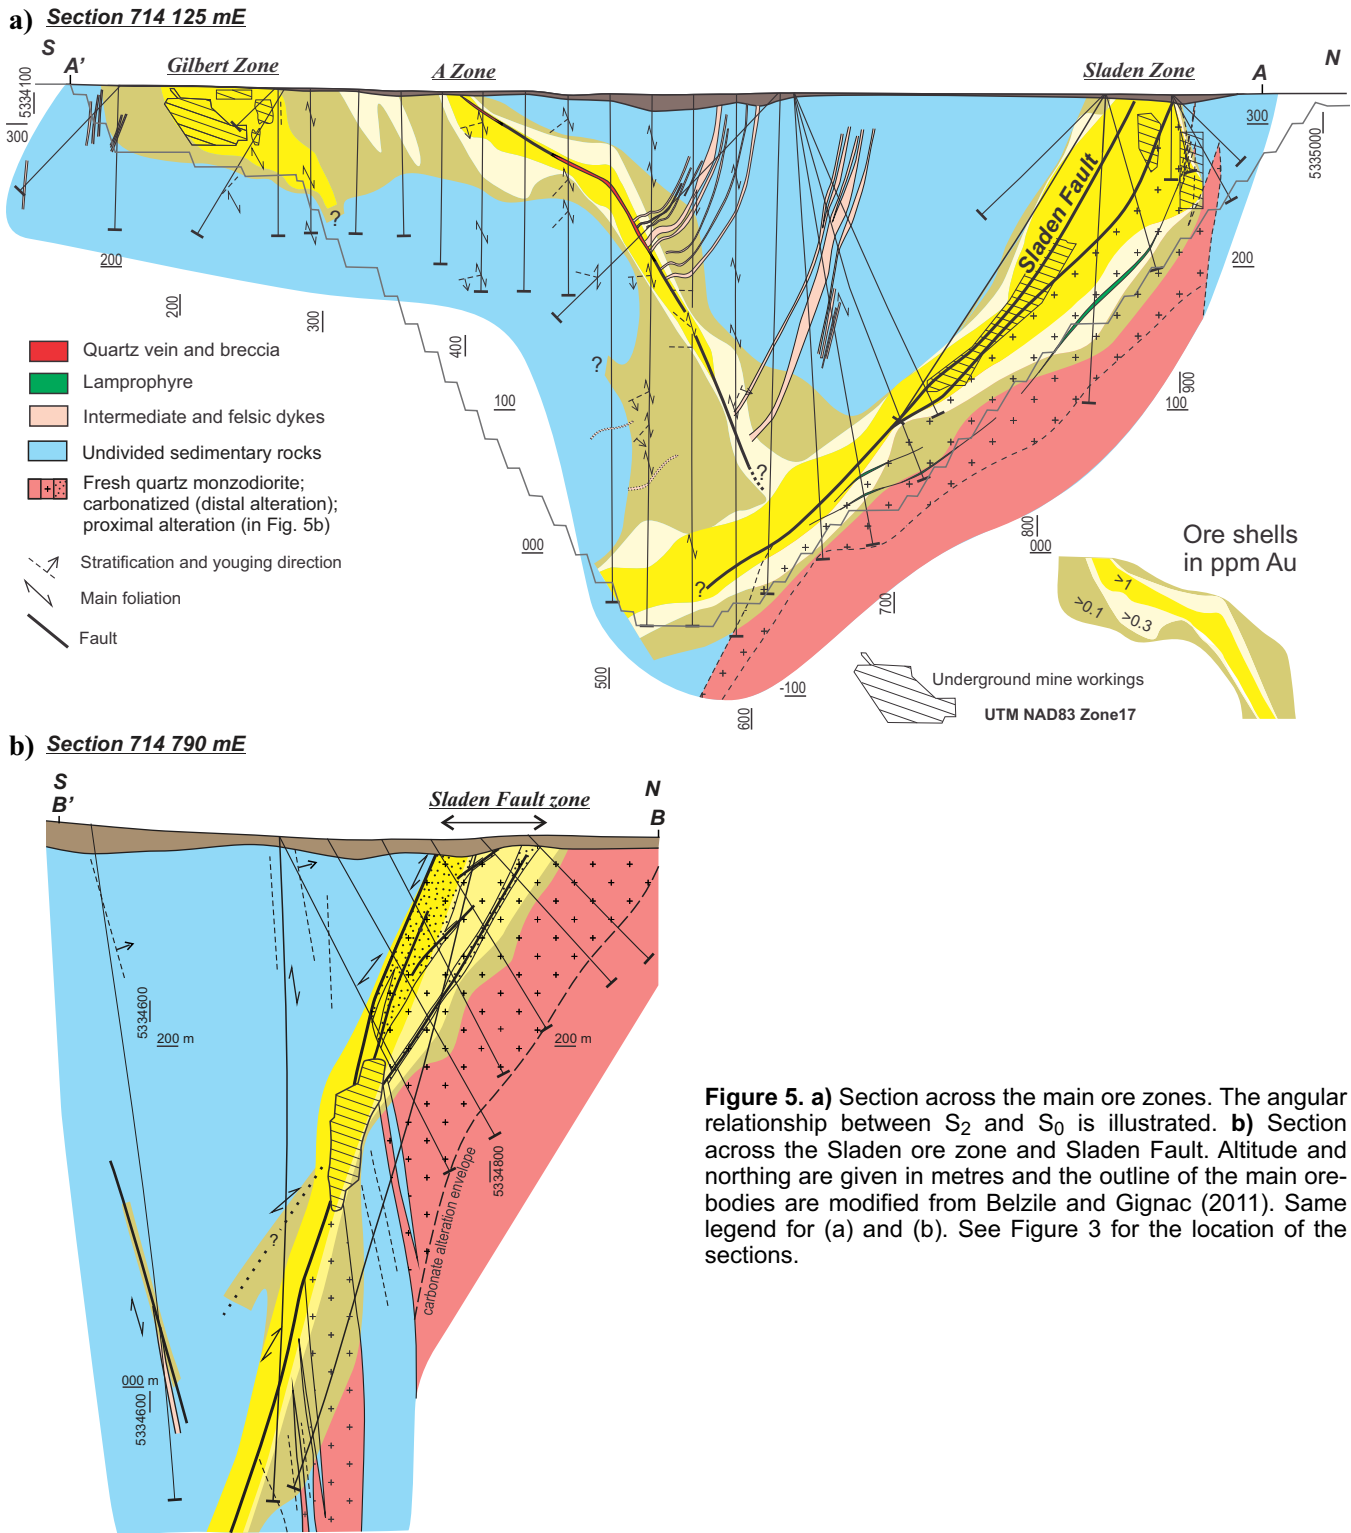 a) Section 714 125 mE
S
A'
Gilbert Zone
A Zone
Sladen Zone
A
N
5334100
300
300
5335000
Sladen Fault
?
200
200
200
300
?
400
100
900
100
?
?
000
800
000
700
500
600
-100
Quartz vein and breccia
Lamprophyre
Intermediate and felsic dykes
Undivided sedimentary rocks
Fresh quartz monzodiorite;
carbonatized (distal alteration);
proximal alteration (in Fig. 5b)
Stratification and youging direction
Main foliation
Fault
Ore shells
in ppm Au
>1
>0.1
>0.3
Underground mine workings
UTM NAD83 Zone17
b) Section 714 790 mE
S
B'
Sladen Fault zone
N
B
5334600
200 m
200 m
5334800
carbonate alteration envelope
?
000 m
5334600
Figure 5. a) Section across the main ore zones. The angular
relationship between S2 and S0 is illustrated. b) Section
across the Sladen ore zone and Sladen Fault. Altitude and
northing are given in metres and the outline of the main ore-
bodies are modified from Belzile and Gignac (2011). Same
legend for (a) and (b). See Figure 3 for the location of the
sections.